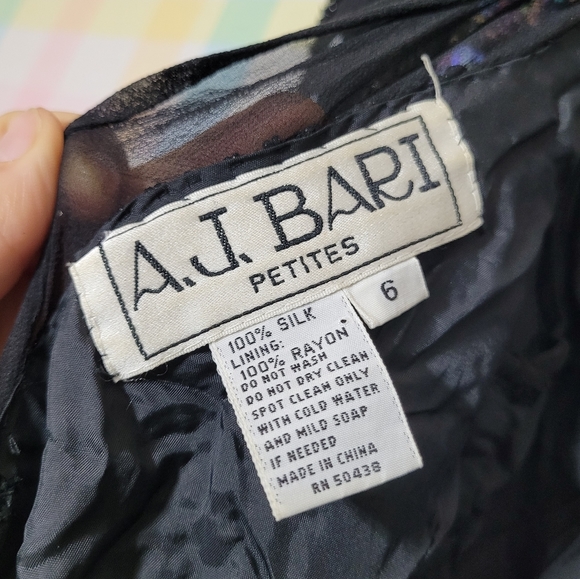 A.J. BARI
PETITES
6
100% SILK
LINING:
100% RAYON
DO NOT WASH
DO NOT DRY CLEAN
SPOT CLEAN ONLY
WITH COLD WATER
AND MILD SOAP
IF NEEDED
MADE IN CHINA
RN 50438